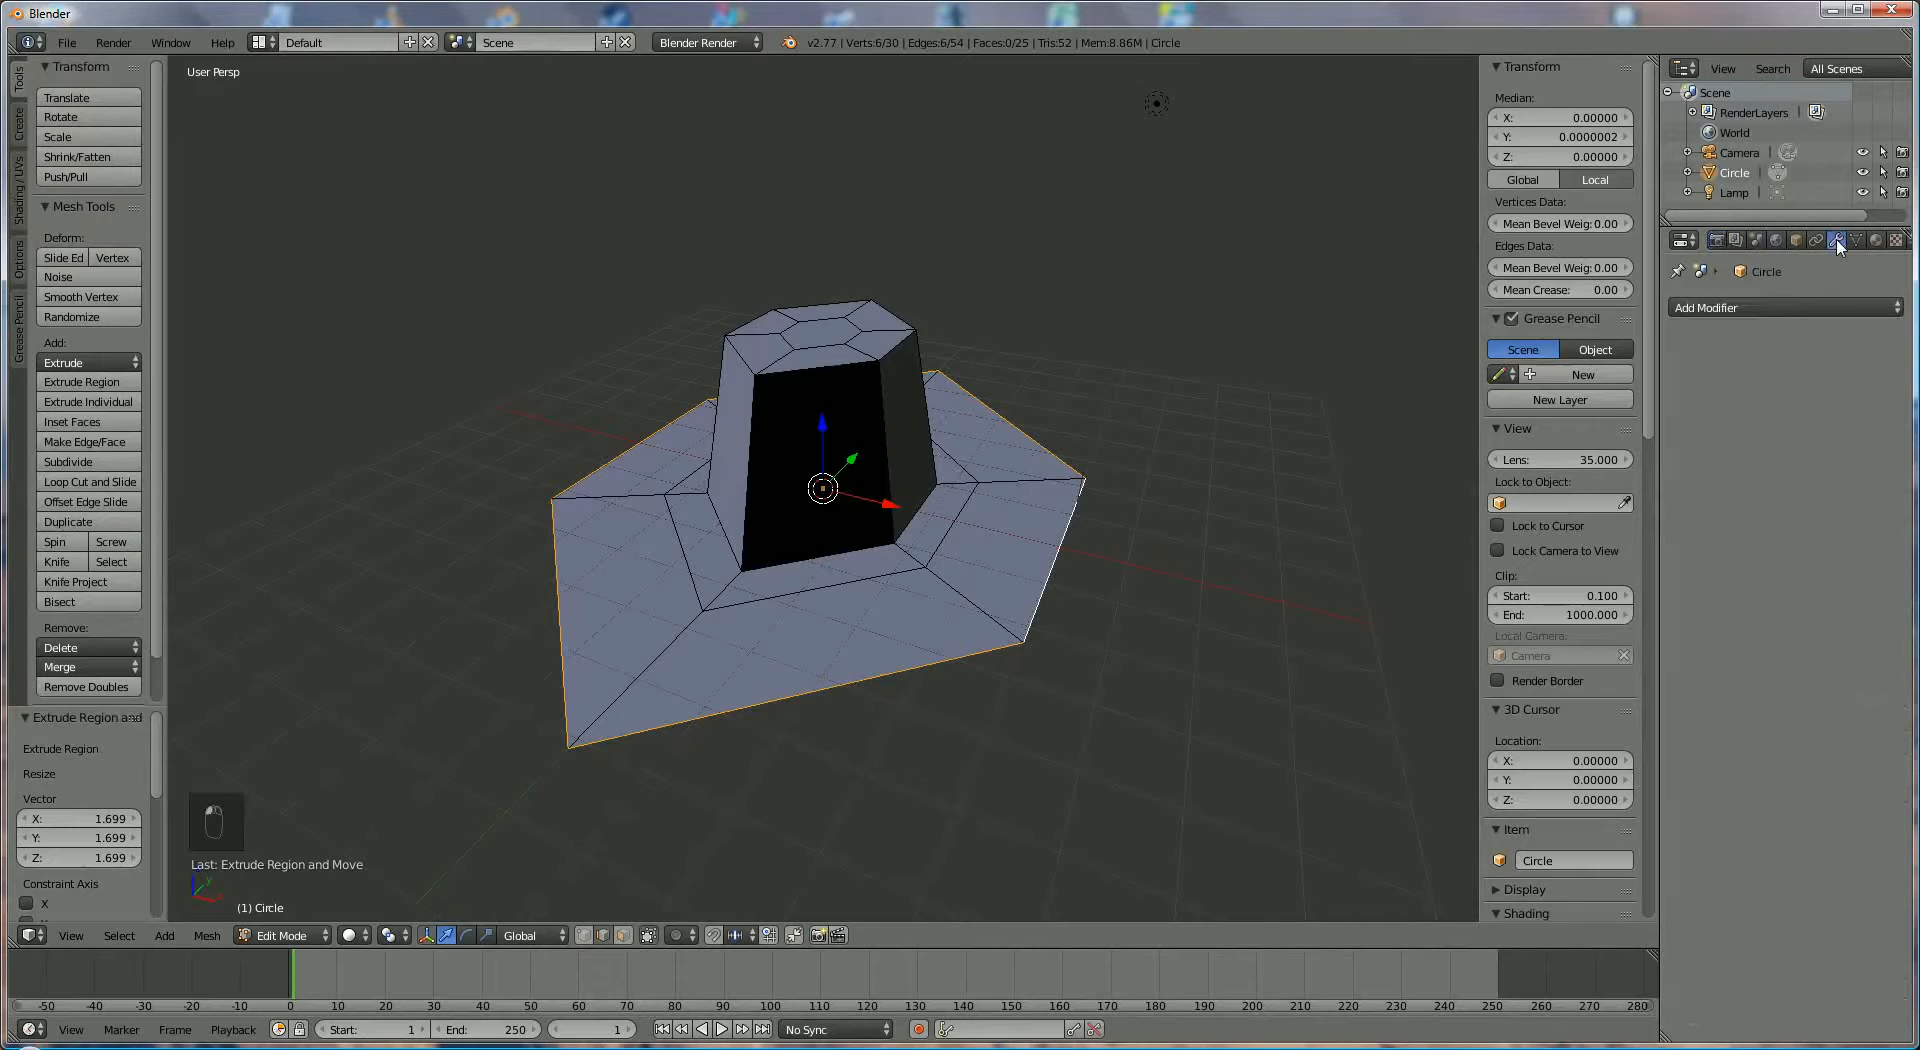 Blender
File Render Window Help Default Scene Blender Render v2.77 | Verts:6/30 | Edges:6/54 | Faces:0/25 | Tris:52 | Mem:8.86M | Circle
Tools
Create
Shading / UVs
Options
Grease Pencil
Transform
Translate
Rotate
Scale
Shrink/Fatten
Push/Pull
Mesh Tools
Deform:
Slide Ed Vertex
Noise
Smooth Vertex
Randomize
Add:
Extrude
Extrude Region
Extrude Individual
Inset Faces
Make Edge/Face
Subdivide
Loop Cut and Slide
Offset Edge Slide
Duplicate
Spin Screw
Knife Select
Knife Project
Bisect
Remove:
Delete
Merge
Remove Doubles
Extrude Region and
Extrude Region
Resize
Vector
X: 1.699
Y: 1.699
Z: 1.699
Constraint Axis
X
User Persp
Last: Extrude Region and Move
(1) Circle
Transform
Median:
X: 0.00000
Y: 0.0000002
Z: 0.00000
Global Local
Vertices Data:
Mean Bevel Weig: 0.00
Edges Data:
Mean Bevel Weig: 0.00
Mean Crease: 0.00
Grease Pencil
Scene Object
New
New Layer
View
Lens: 35.000
Lock to Object:
Lock to Cursor
Lock Camera to View
Clip:
Start: 0.100
End: 1000.000
Local Camera:
Camera
Render Border
3D Cursor
Location:
X: 0.00000
Y: 0.00000
Z: 0.00000
Item
Circle
Display
Shading
View Search All Scenes
Scene
RenderLayers
World
Camera
Circle
Lamp
Circle
Add Modifier
View Select Add Mesh Edit Mode Global
-50 -40 -30 -20 -10 0 10 20 30 40 50 60 70 80 90 100 110 120 130 140 150 160 170 180 190 200 210 220 230 240 250 260 270 280
View Marker Frame Playback Start: 1 End: 250 1 No Sync